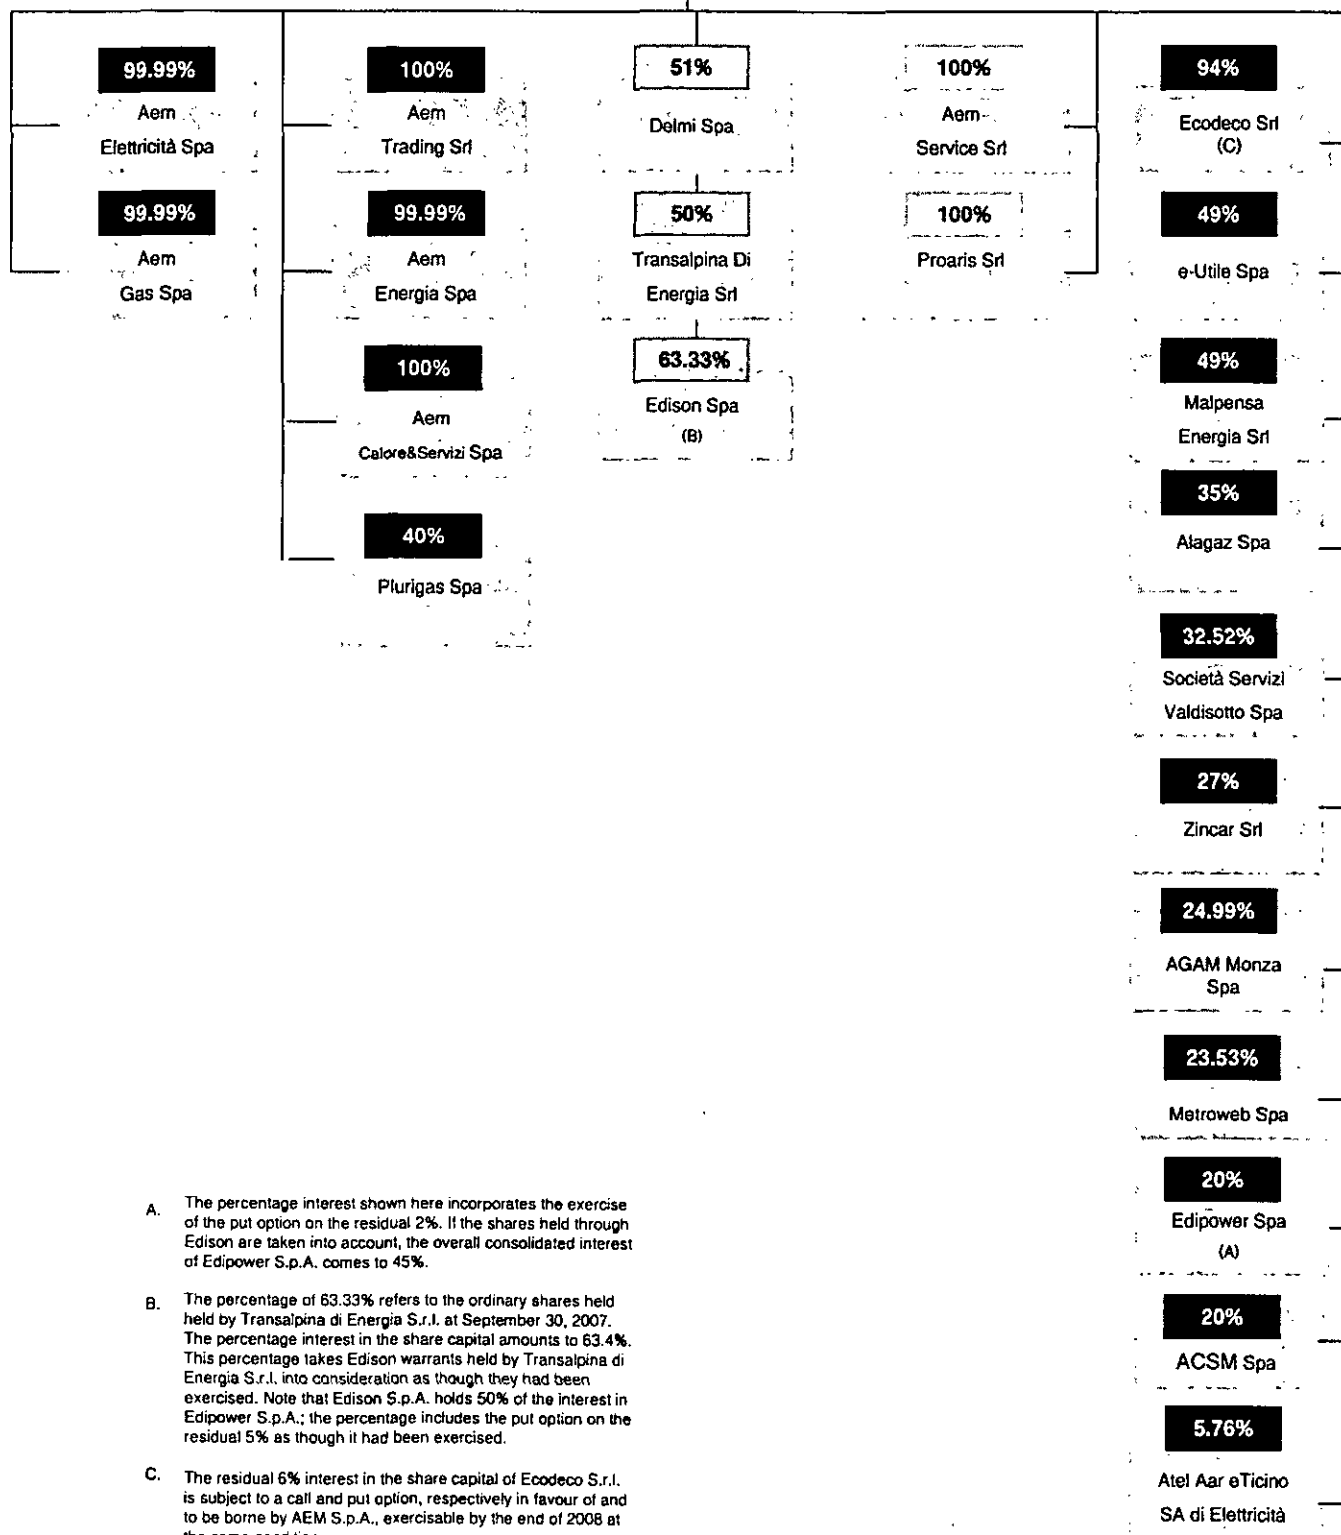 99.99%
Aem
Elettricità Spa
99.99%
Aem
Gas Spa
100%
Aem
Trading Srl
99.99%
Aem
Energia Spa
100%
Aem
Calore&Servizi Spa
40%
Plurigas Spa
51%
Delmi Spa
50%
Transalpina Di
Energia Srl
63.33%
Edison Spa
(B)
100%
Aem
Service Srl
100%
Proaris Srl
94%
Ecodeco Srl
(C)
49%
e-Utile Spa
49%
Malpensa
Energia Srl
35%
Alagaz Spa
32.52%
Società Servizi
Valdisotto Spa
27%
Zincar Srl
24.99%
AGAM Monza
Spa
23.53%
Metroweb Spa
20%
Edipower Spa
(A)
20%
ACSM Spa
5.76%
Atel Aar eTicino
SA di Elettricità
A. The percentage interest shown here incorporates the exercise
of the put option on the residual 2%. If the shares held through
Edison are taken into account, the overall consolidated interest
of Edipower S.p.A. comes to 45%.
B. The percentage of 63.33% refers to the ordinary shares held
held by Transalpina di Energia S.r.l. at September 30, 2007.
The percentage interest in the share capital amounts to 63.4%.
This percentage takes Edison warrants held by Transalpina di
Energia S.r.l. into consideration as though they had been
exercised. Note that Edison S.p.A. holds 50% of the interest in
Edipower S.p.A.; the percentage includes the put option on the
residual 5% as though it had been exercised.
C. The residual 6% interest in the share capital of Ecodeco S.r.l.
is subject to a call and put option, respectively in favour of and
to be borne by AEM S.p.A., exercisable by the end of 2008 at